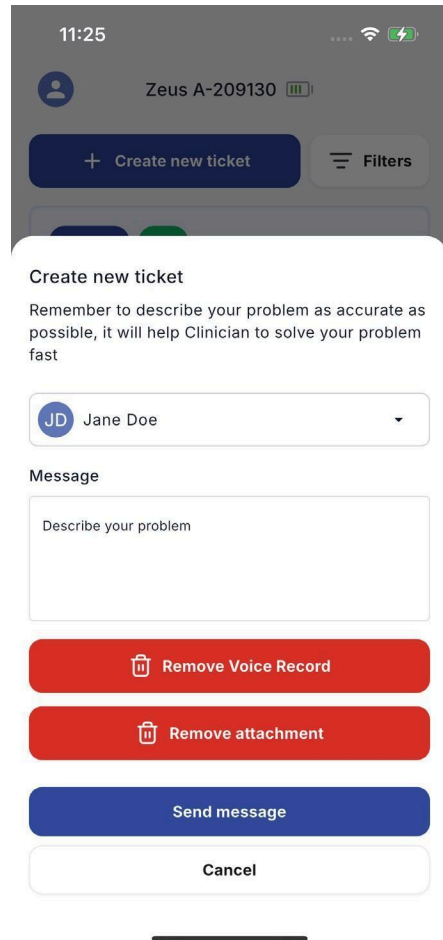 11:25
Zeus A-209130
+ Create new ticket
Filters
Create new ticket
Remember to describe your problem as accurate as
possible, it will help Clinician to solve your problem
fast
JD Jane Doe
Message
Describe your problem
Remove Voice Record
Remove attachment
Send message
Cancel